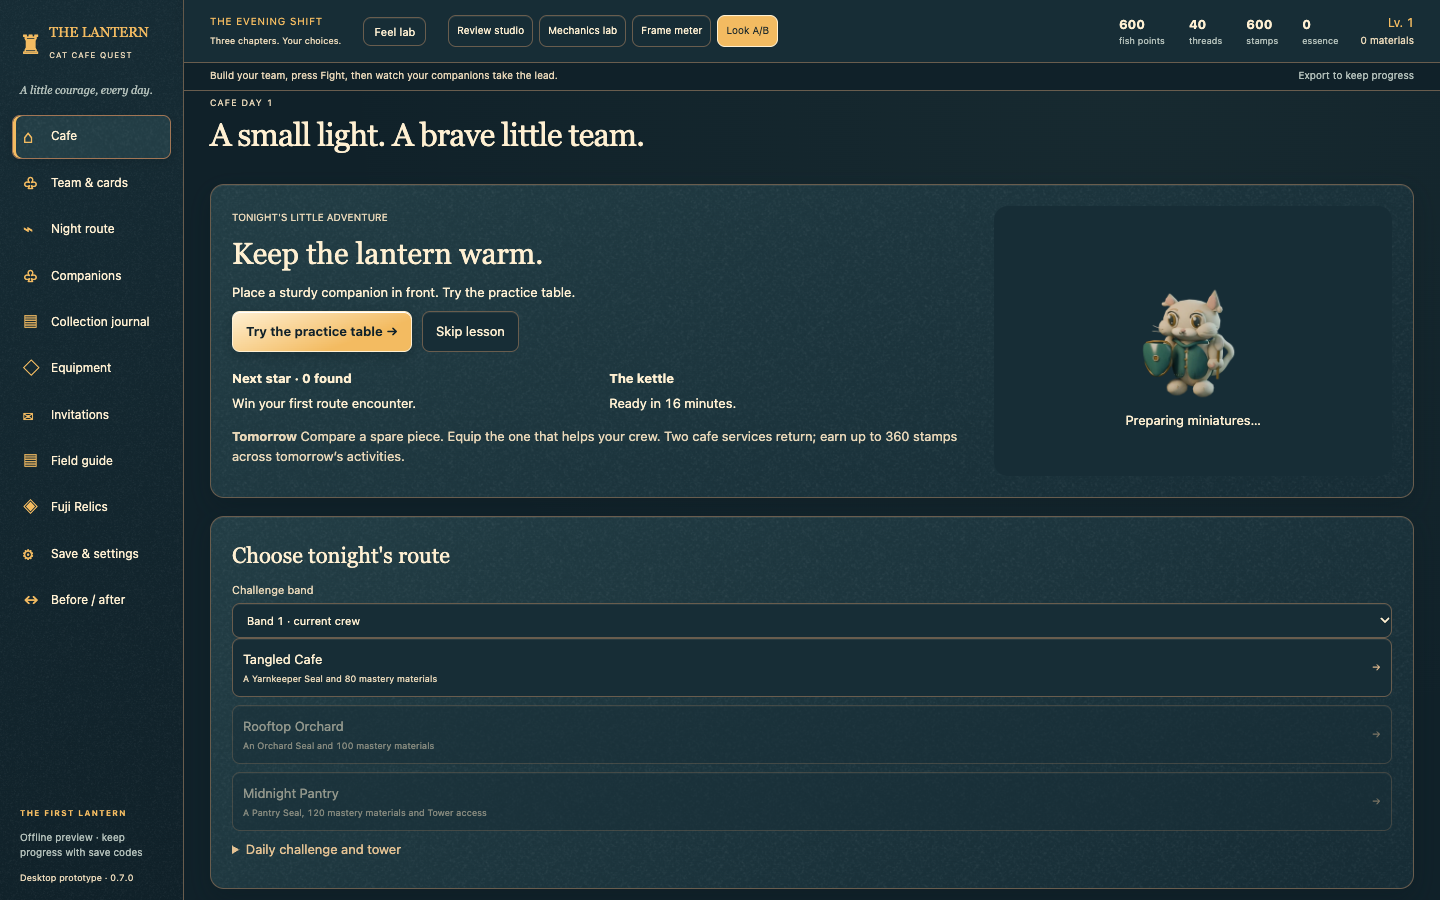 THE LANTERN
CAT CAFE QUEST
A little courage, every day.
Cafe
Team & cards
Night route
Companions
Collection journal
Equipment
Invitations
Field guide
Fuji Relics
Save & settings
Before / after
THE FIRST LANTERN
Offline preview · keep
progress with save codes
Desktop prototype · 0.7.0
THE EVENING SHIFT
Three chapters. Your choices.
Feel lab
Review studio
Mechanics lab
Frame meter
Look A/B
600
fish points
40
threads
600
stamps
0
essence
Lv. 1
0 materials
Build your team, press Fight, then watch your companions take the lead.
Export to keep progress
CAFE DAY 1
A small light. A brave little team.
TONIGHT'S LITTLE ADVENTURE
Keep the lantern warm.
Place a sturdy companion in front. Try the practice table.
Try the practice table →
Skip lesson
Next star · 0 found
Win your first route encounter.
The kettle
Ready in 16 minutes.
Tomorrow Compare a spare piece. Equip the one that helps your crew. Two cafe services return; earn up to 360 stamps
across tomorrow's activities.
Preparing miniatures...
Choose tonight's route
Challenge band
Band 1 · current crew
Tangled Cafe
A Yarnkeeper Seal and 80 mastery materials
→
Rooftop Orchard
An Orchard Seal and 100 mastery materials
→
Midnight Pantry
A Pantry Seal, 120 mastery materials and Tower access
→
Daily challenge and tower